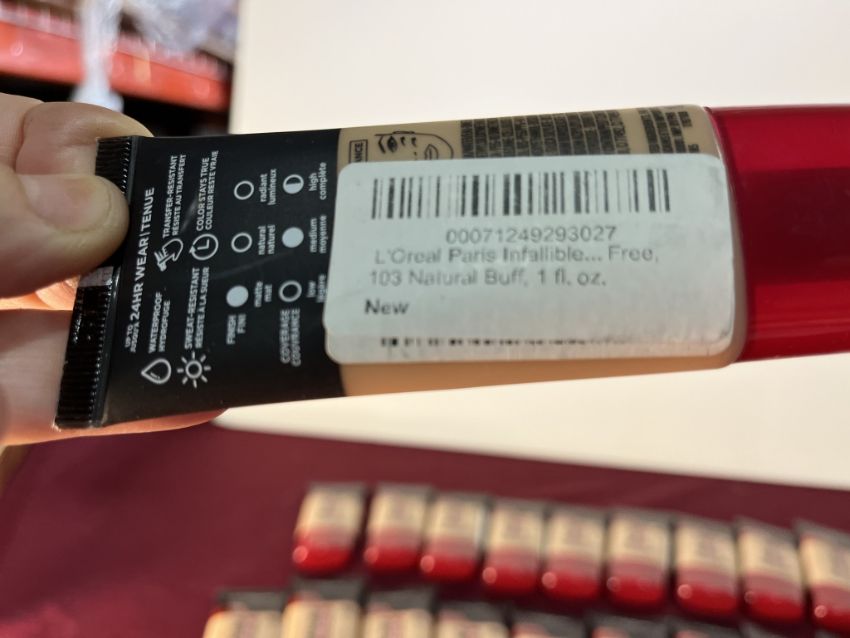 UP TO
JUSQU'À 24HR WEAR | TENUE
WATERPROOF
HYDROFUGE
TRANSFER-RESISTANT
RÉSISTE AU TRANSFERT
SWEAT-RESISTANT
RÉSISTE À LA SUEUR
COLOR STAYS TRUE
COULEUR RESTE VRAIE
FINISH
FINI
matte
mat
natural
naturel
radiant
lumineux
COVERAGE
COUVRANCE
low
légère
medium
moyenne
high
complète
00071249293027
L'Oreal Paris Infallible... Free,
103 Natural Buff, 1 fl. oz.
New